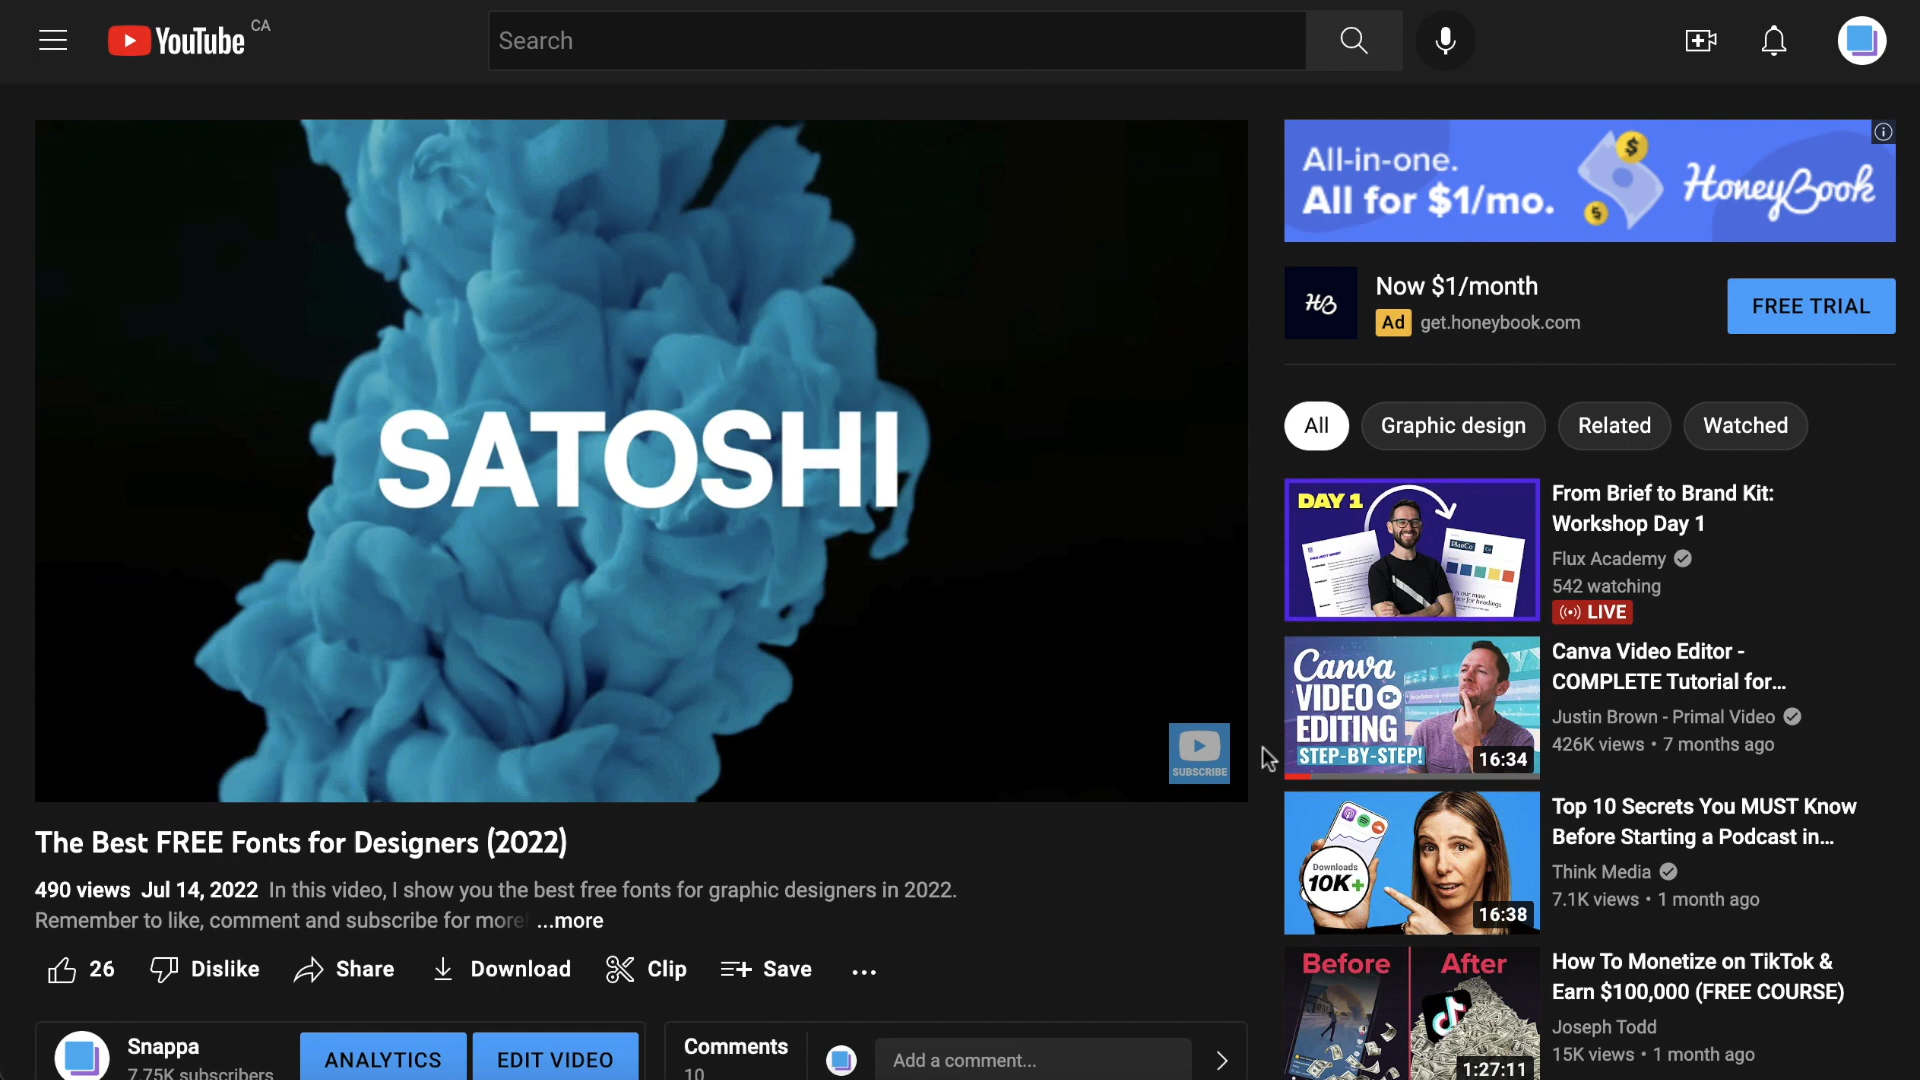 YouTube CA
Search
SATOSHI
SUBSCRIBE
The Best FREE Fonts for Designers (2022)
490 views Jul 14, 2022 In this video, I show you the best free fonts for graphic designers in 2022.
Remember to like, comment and subscribe for more! ...more
26 Dislike Share Download Clip Save
Snappa
7.75K subscribers
ANALYTICS
EDIT VIDEO
Comments
10
Add a comment...
All-in-one.
All for $1/mo.
HoneyBook
HB
Now $1/month
Ad get.honeybook.com
FREE TRIAL
All Graphic design Related Watched
DAY 1
PlanCo
From Brief to Brand Kit:
Workshop Day 1
Flux Academy
542 watching
LIVE
Canva
VIDEO
EDITING
STEP-BY-STEP!
16:34
Canva Video Editor -
COMPLETE Tutorial for...
Justin Brown - Primal Video
426K views • 7 months ago
Downloads
10K+
16:38
Top 10 Secrets You MUST Know
Before Starting a Podcast in...
Think Media
7.1K views • 1 month ago
Before After
1:27:11
How To Monetize on TikTok &
Earn $100,000 (FREE COURSE)
Joseph Todd
15K views • 1 month ago